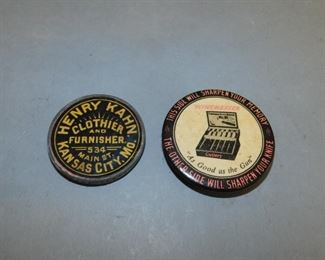 HENRY KAHN
CLOTHIER
AND
FURNISHER.
534
MAIN ST.
KANSAS CITY, MO.
THIS SIDE WILL SHARPEN YOUR MEMORY
WINCHESTER
"As Good as the Gun"
THE OTHER SIDE WILL SHARPEN YOUR KNIFE